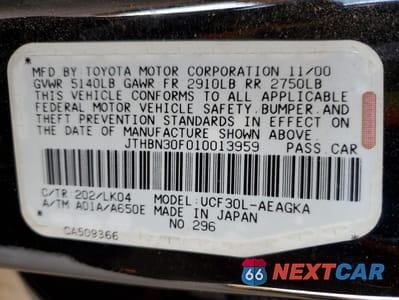 MFD BY: TOYOTA MOTOR CORPORATION 11/00
GVWR 5140LB GAWR FR 2910LB RR 2750LB
THIS VEHICLE CONFORMS TO ALL APPLICABLE
FEDERAL MOTOR VEHICLE SAFETY, BUMPER, AND
THEFT PREVENTION STANDARDS IN EFFECT ON
THE DATE OF MANUFACTURE SHOWN ABOVE.
JTHBN30F010013959 PASS. CAR
C/TR 202/LK04 MODEL: UCF30L-AEAGKA
A/TM A01A/A650E MADE IN JAPAN
NO 296
CA509366
66 NEXTCAR